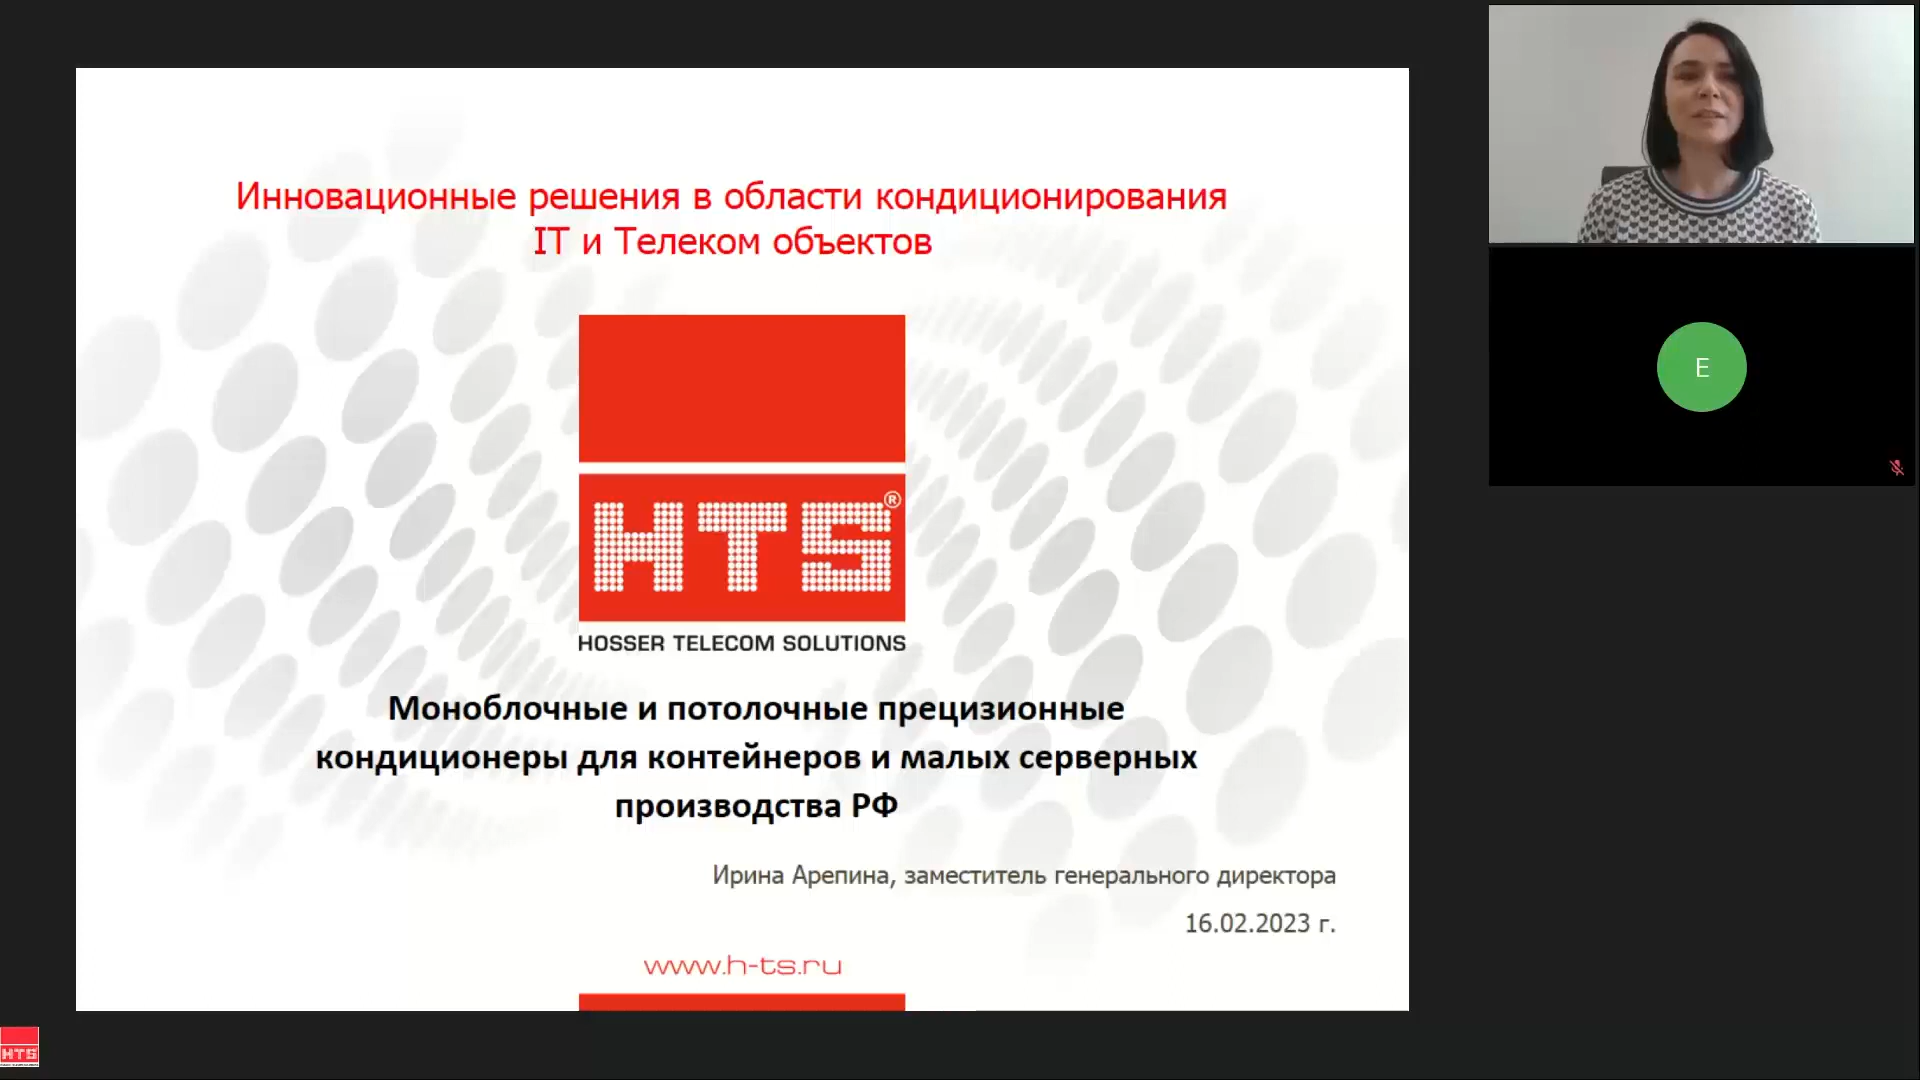 Инновационные решения в области кондиционирования
IT и Телеком объектов
HTS®
HOSSER TELECOM SOLUTIONS
Моноблочные и потолочные прецизионные
кондиционеры для контейнеров и малых серверных
производства РФ
Ирина Арепина, заместитель генерального директора
16.02.2023 г.
www.h-ts.ru
E
HTS